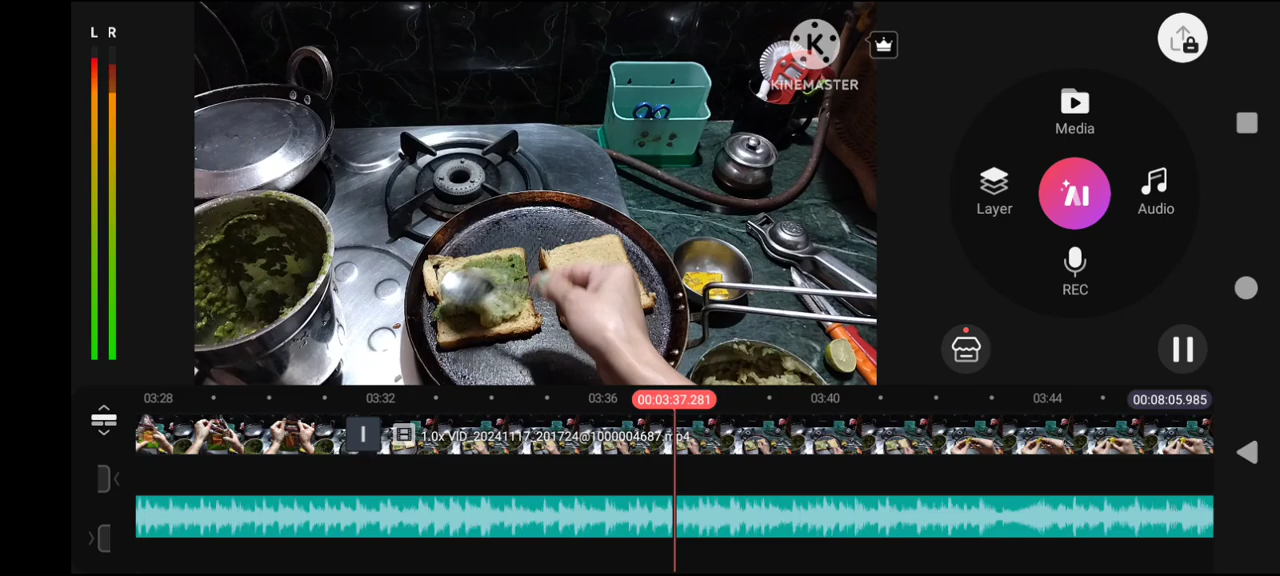 L R
K
KINEMASTER
Media
Layer
AI
Audio
REC
03:28
03:32
03:36
00:03:37.281
03:40
03:44
00:08:05.985
1.0x VID_20241117_201724@1000004687.mp4